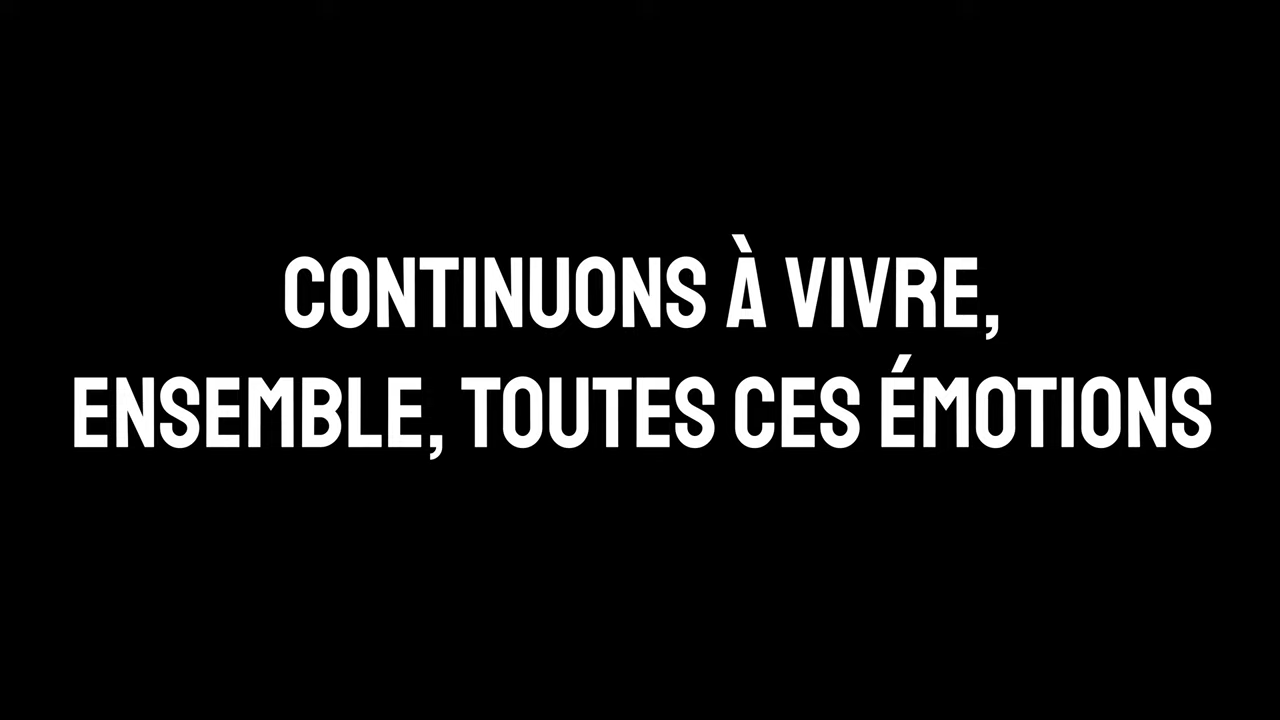 CONTINUONS À VIVRE,
ENSEMBLE, TOUTES CES ÉMOTIONS